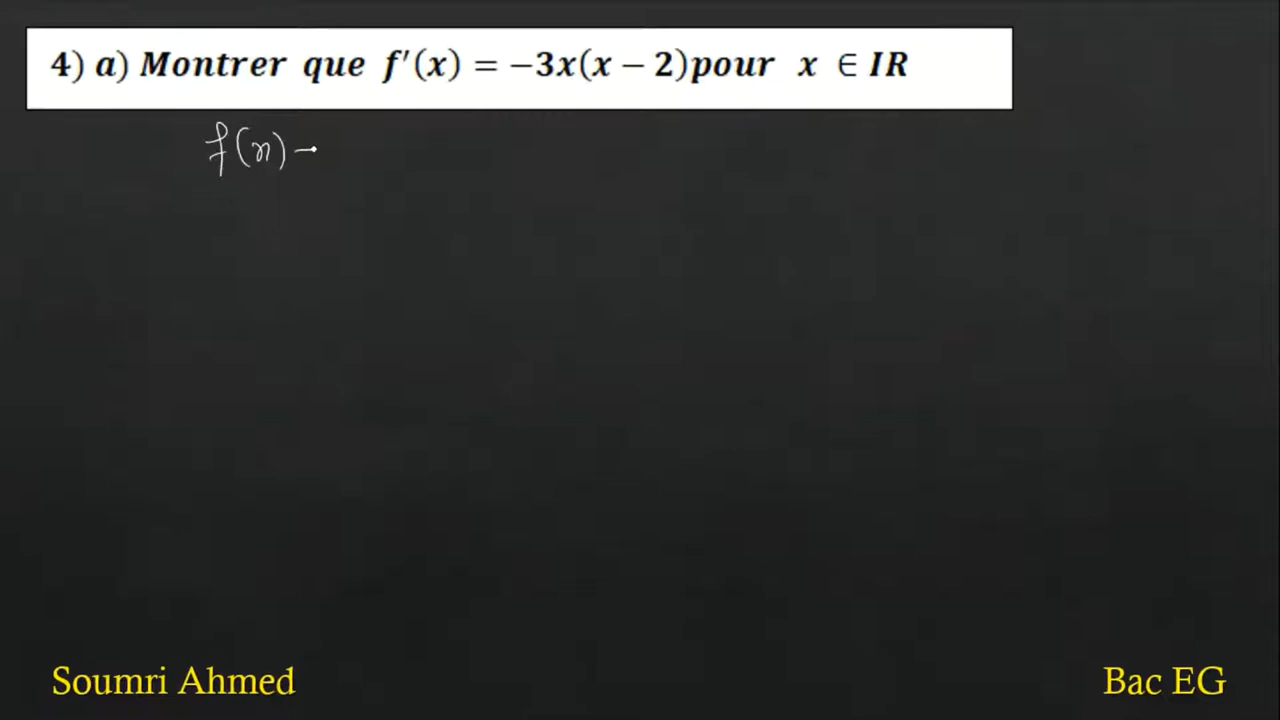 4) a) Montrer que f′(x) = −3x(x − 2)pour x ∈ IR
f(x) -
Soumri Ahmed
Bac EG